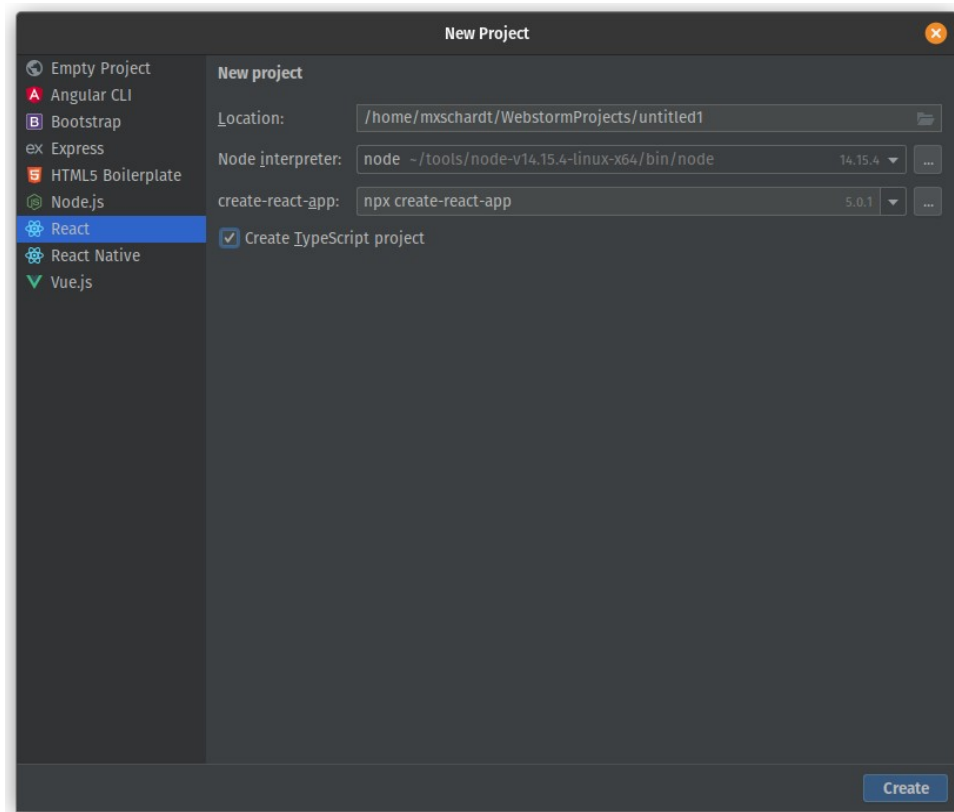 New Project
Empty Project
Angular CLI
Bootstrap
ex Express
HTML5 Boilerplate
Node.js
React
React Native
Vue.js
New project
Location: /home/mxschardt/WebstormProjects/untitled1
Node interpreter: node ~/tools/node-v14.15.4-linux-x64/bin/node 14.15.4 ...
create-react-app: npx create-react-app 5.0.1 ...
Create TypeScript project
Create